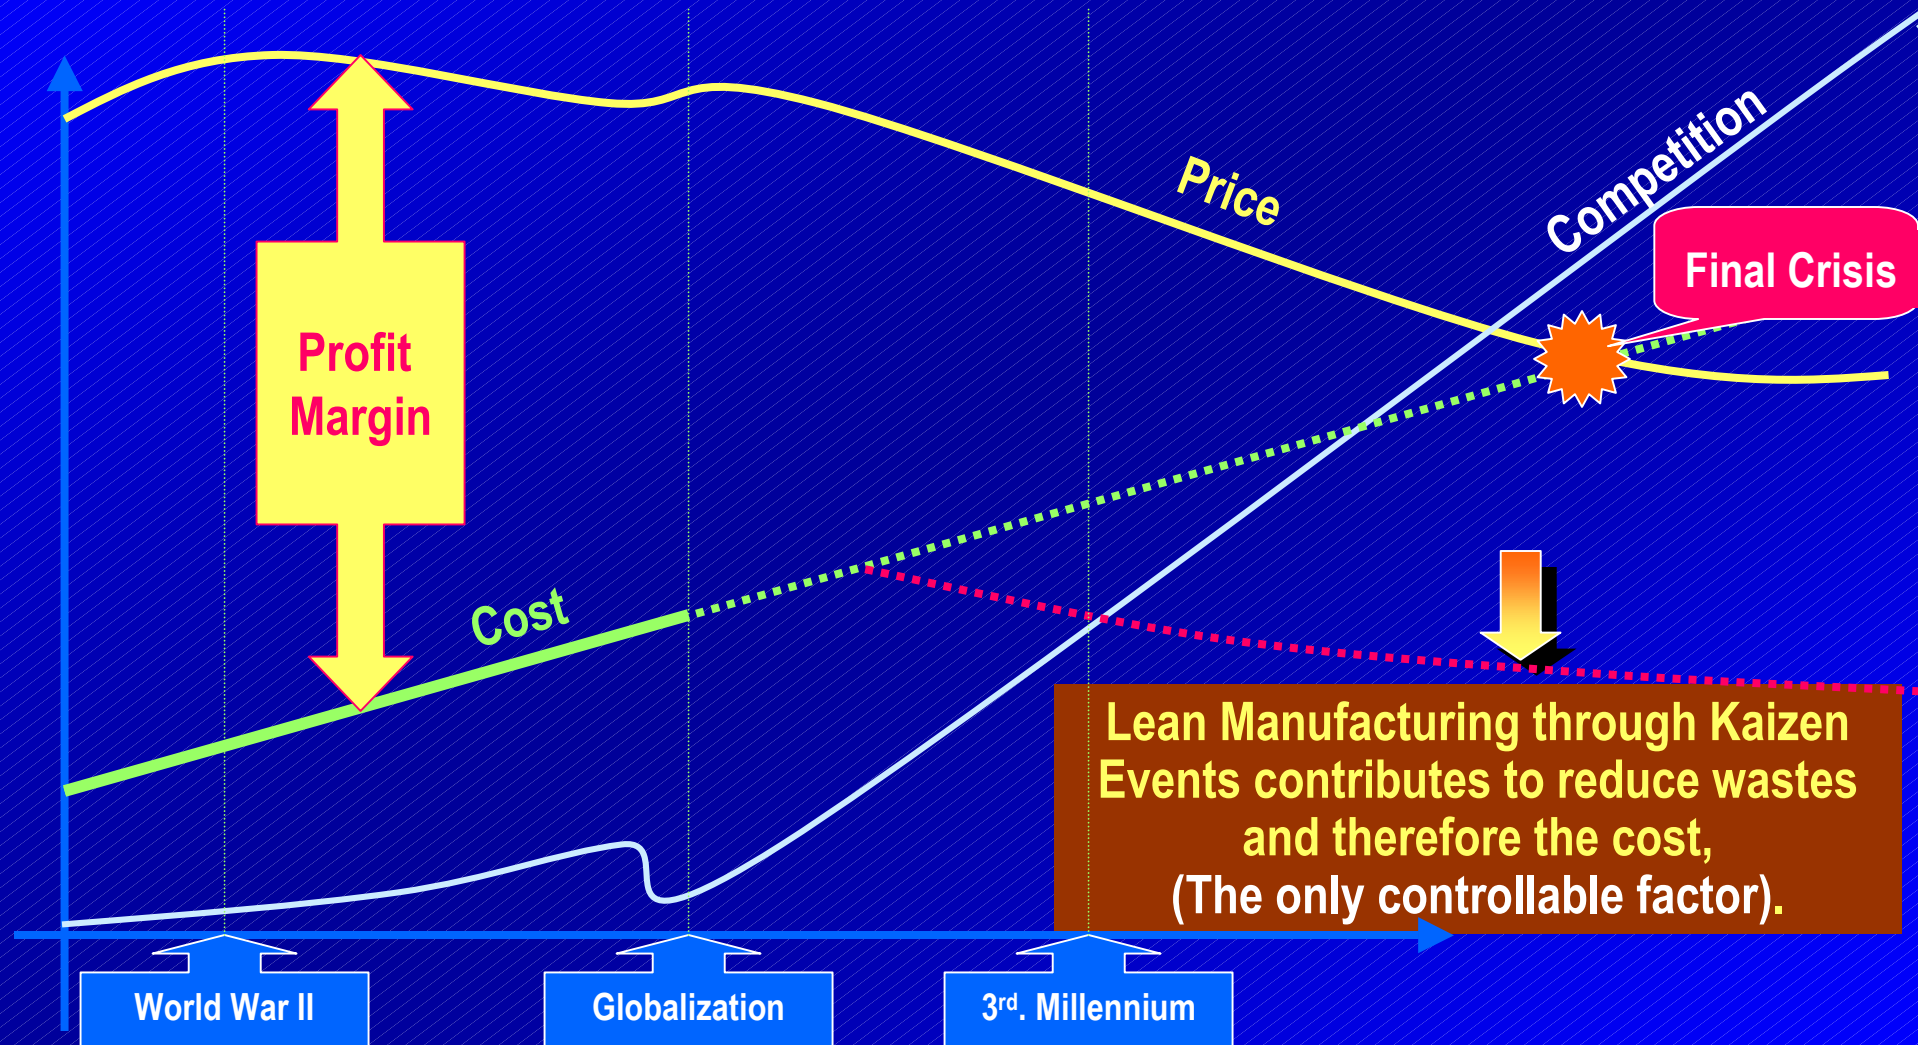 Price
Competition
Final Crisis
Profit
Margin
Cost
Lean Manufacturing through Kaizen
Events contributes to reduce wastes
and therefore the cost,
(The only controllable factor).
World War II
Globalization
3rd. Millennium